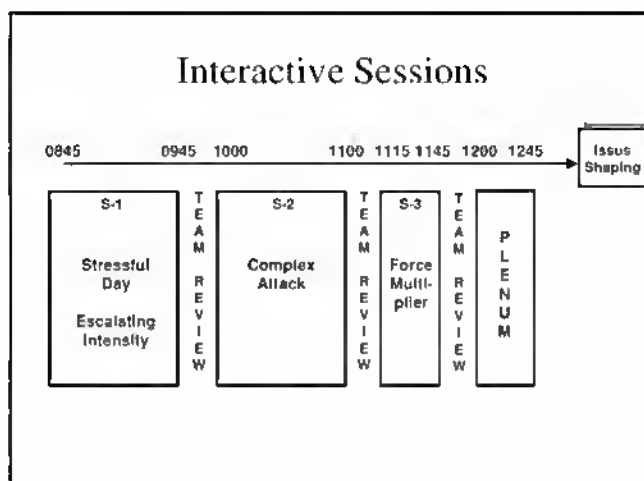 Interactive Sessions
0845 0945 1000 1100 1115 1145 1200 1245
Issus
Shaping
S-1
Stressful
Day
Escalating
Intensity
TEAM REVIEW
S-2
Complex
Attack
TEAM REVIEW
S-3
Force
Multi-
plier
TEAM REVIEW
PLENUM